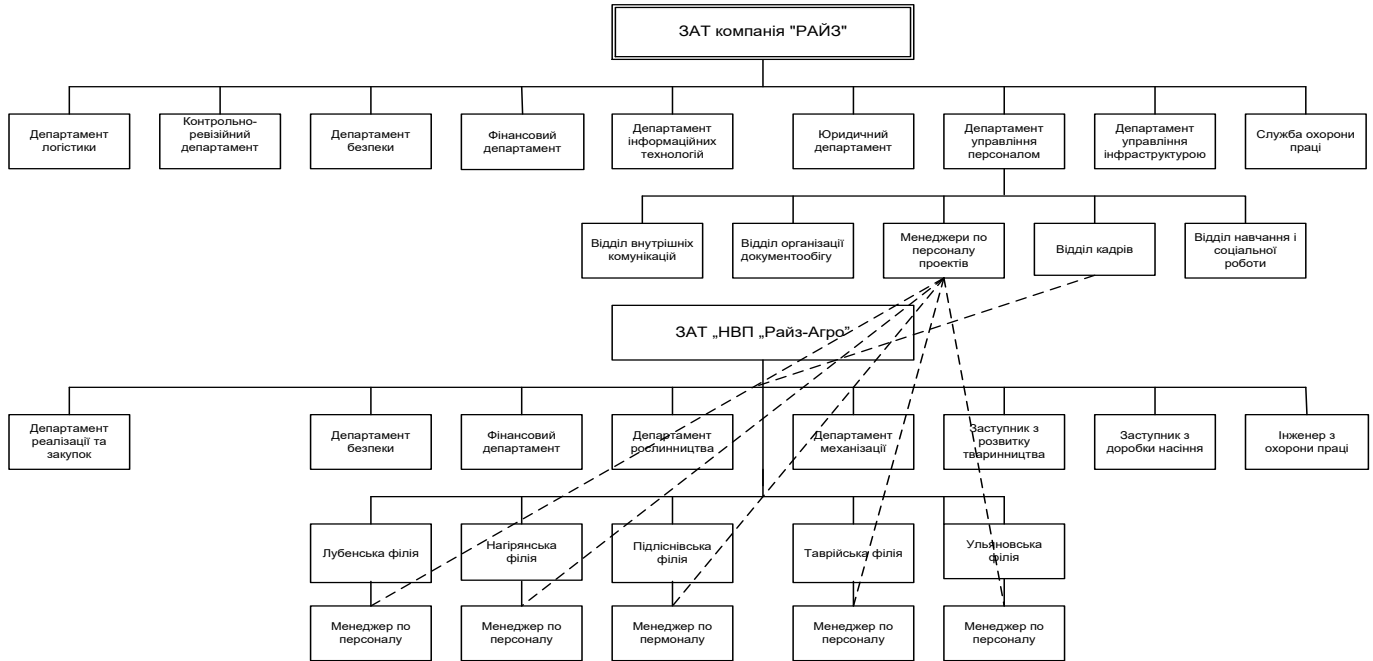 ЗАТ компанія "РАЙЗ"
Департамент
логістики
Контрольно-
ревізійний
департамент
Департамент
безпеки
Фінансовий
департамент
Департамент
інформаційних
технологій
Юридичний
департамент
Департамент
управління
персоналом
Департамент
управління
інфраструктурою
Служба охорони
праці
Відділ внутрішніх
комунікацій
Відділ організації
документообігу
Менеджери по
персоналу
проектів
Відділ кадрів
Відділ навчання і
соціальної
роботи
ЗАТ „НВП „Райз-Агро”
Департамент
реалізації та
закупок
Департамент
безпеки
Фінансовий
департамент
Департамент
рослинництва
Департамент
механізації
Заступник з
розвитку
тваринництва
Заступник з
доробки насіння
Інженер з
охорони праці
Лубенська філія
Нагірянська
філія
Підліснівська
філія
Таврійська філія
Ульяновська
філія
Менеджер по
персоналу
Менеджер по
персоналу
Менеджер по
пермоналу
Менеджер по
персоналу
Менеджер по
персоналу